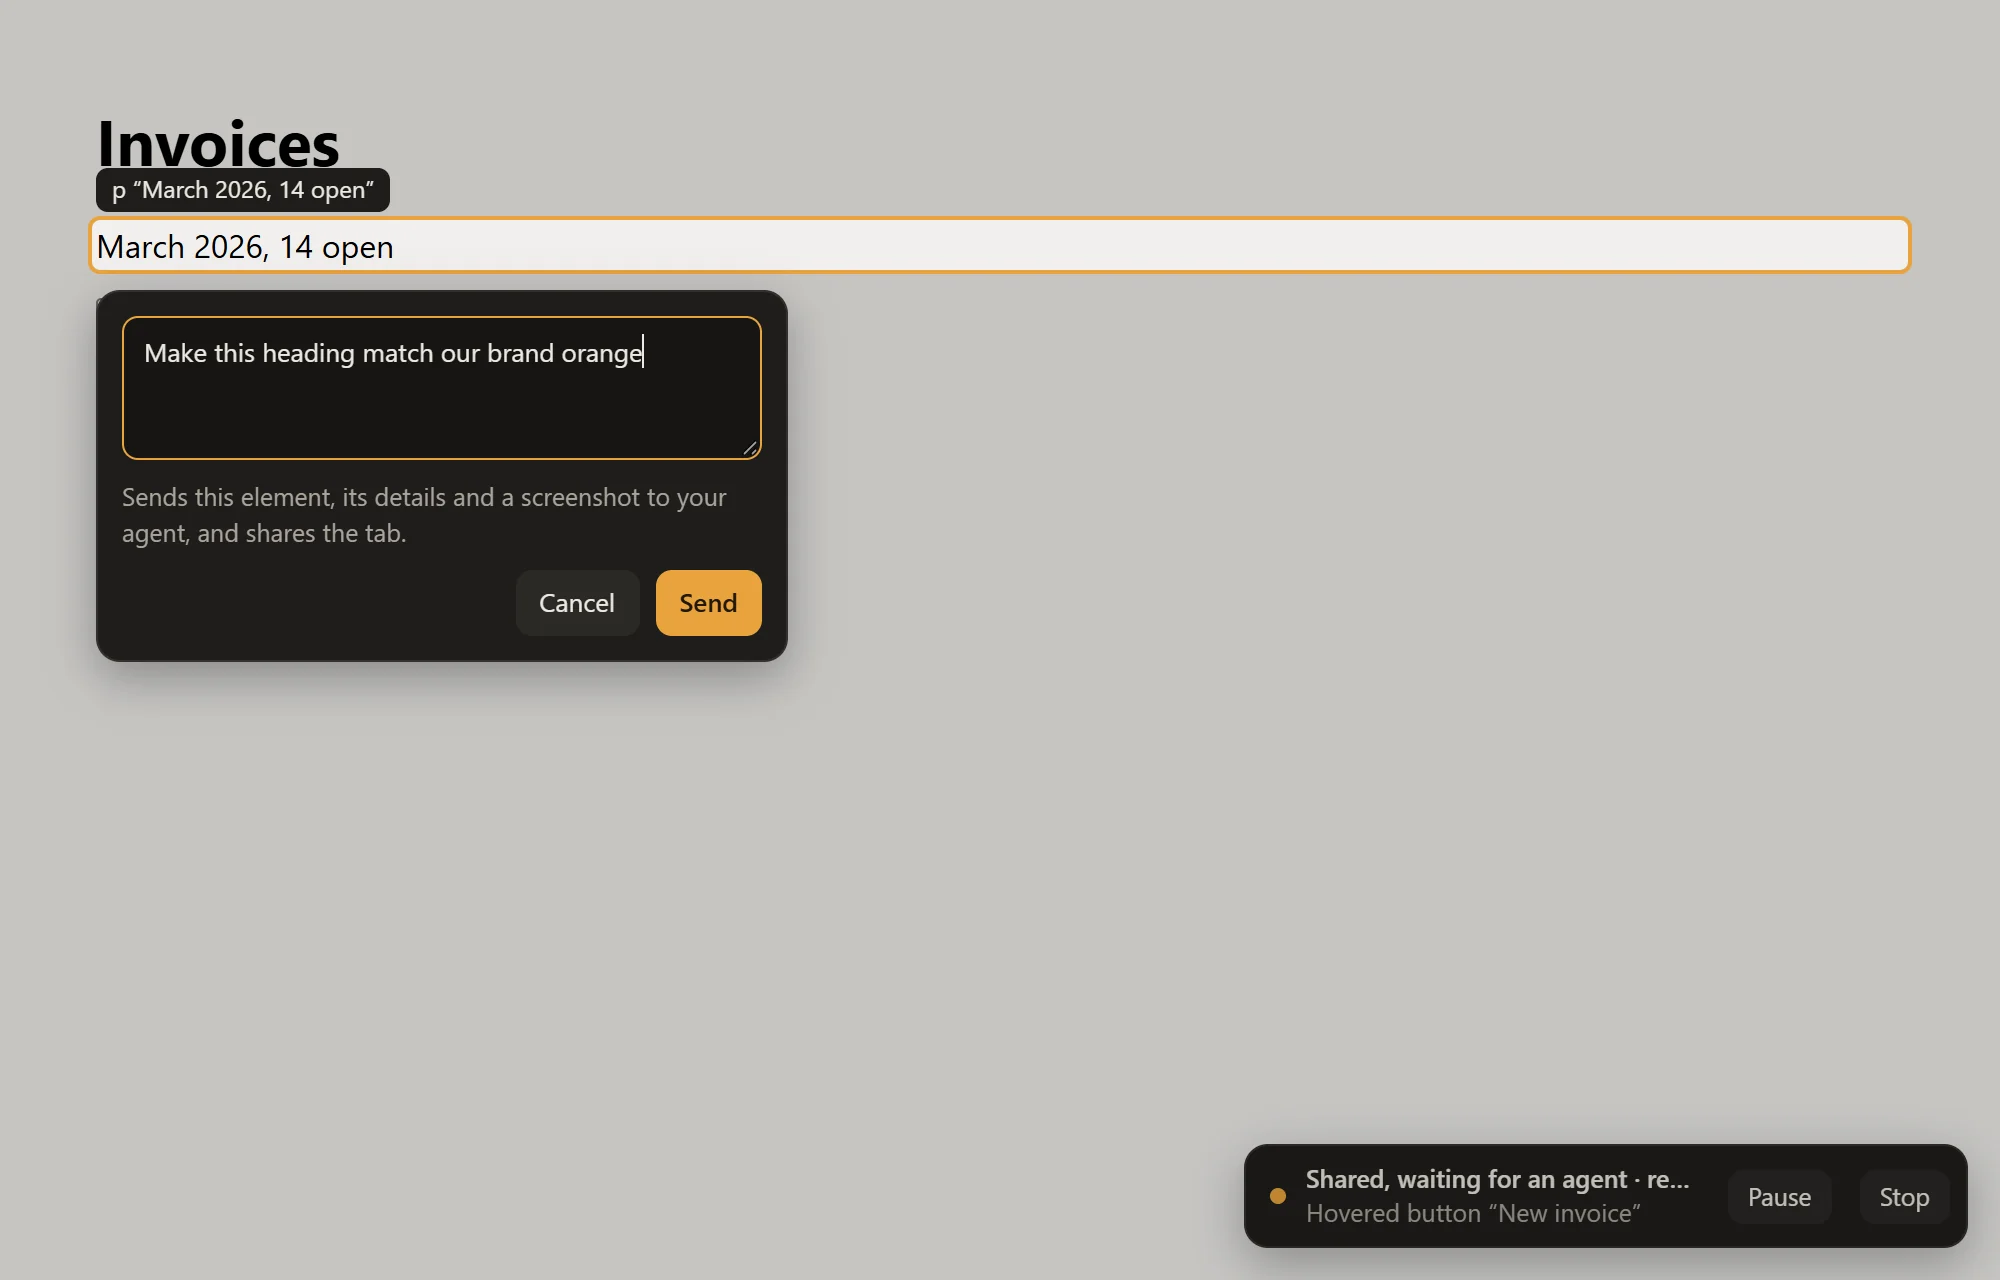 Invoices
p “March 2026, 14 open”
March 2026, 14 open
Make this heading match our brand orange
Sends this element, its details and a screenshot to your
agent, and shares the tab.
Cancel
Send
Shared, waiting for an agent · re...
Hovered button “New invoice”
Pause
Stop